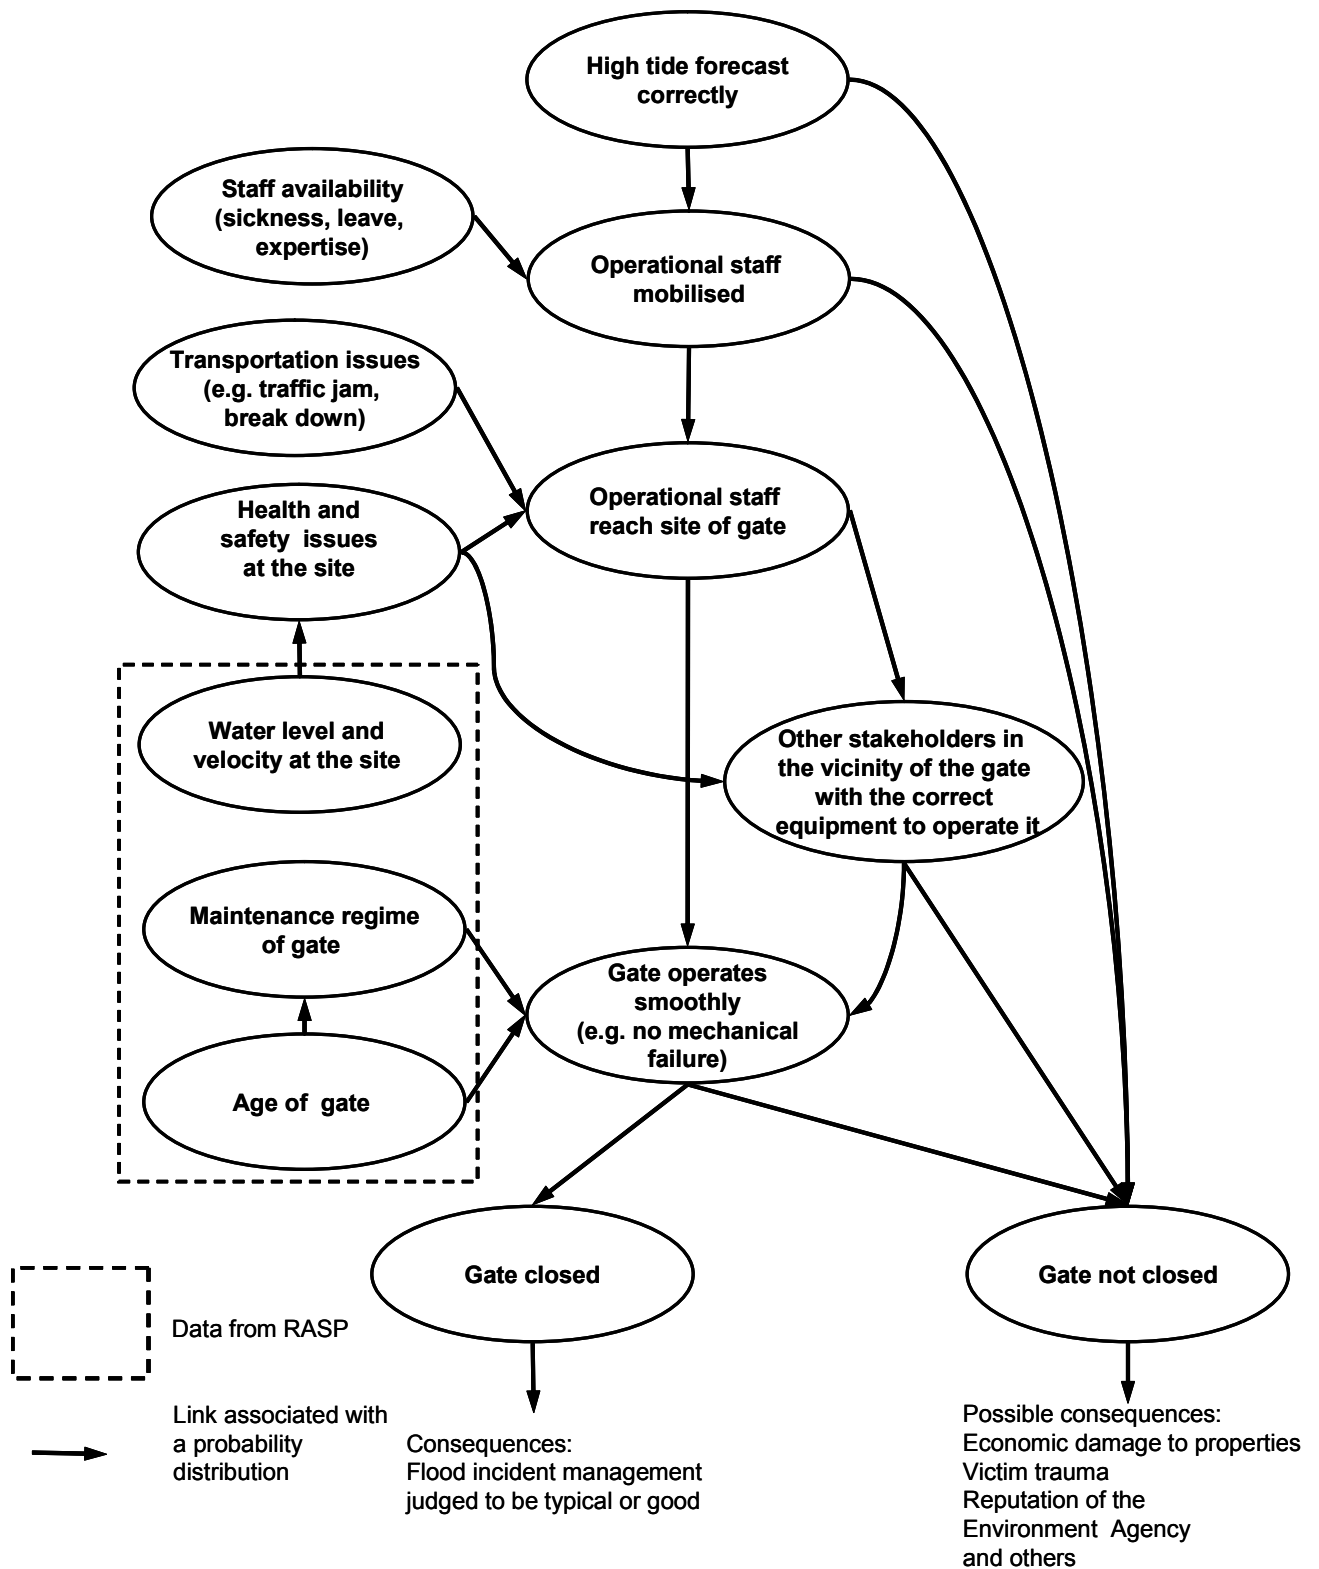 High tide forecast
correctly
Staff availability
(sickness, leave,
expertise)
Operational staff
mobilised
Transportation issues
(e.g. traffic jam,
break down)
Health and
safety issues
at the site
Operational staff
reach site of gate
Water level and
velocity at the site
Other stakeholders in
the vicinity of the gate
with the correct
equipment to operate it
Maintenance regime
of gate
Gate operates
smoothly
(e.g. no mechanical
failure)
Age of gate
Gate closed
Gate not closed
Data from RASP
Link associated with
a probability
distribution
Consequences:
Flood incident management
judged to be typical or good
Possible consequences:
Economic damage to properties
Victim trauma
Reputation of the
Environment Agency
and others